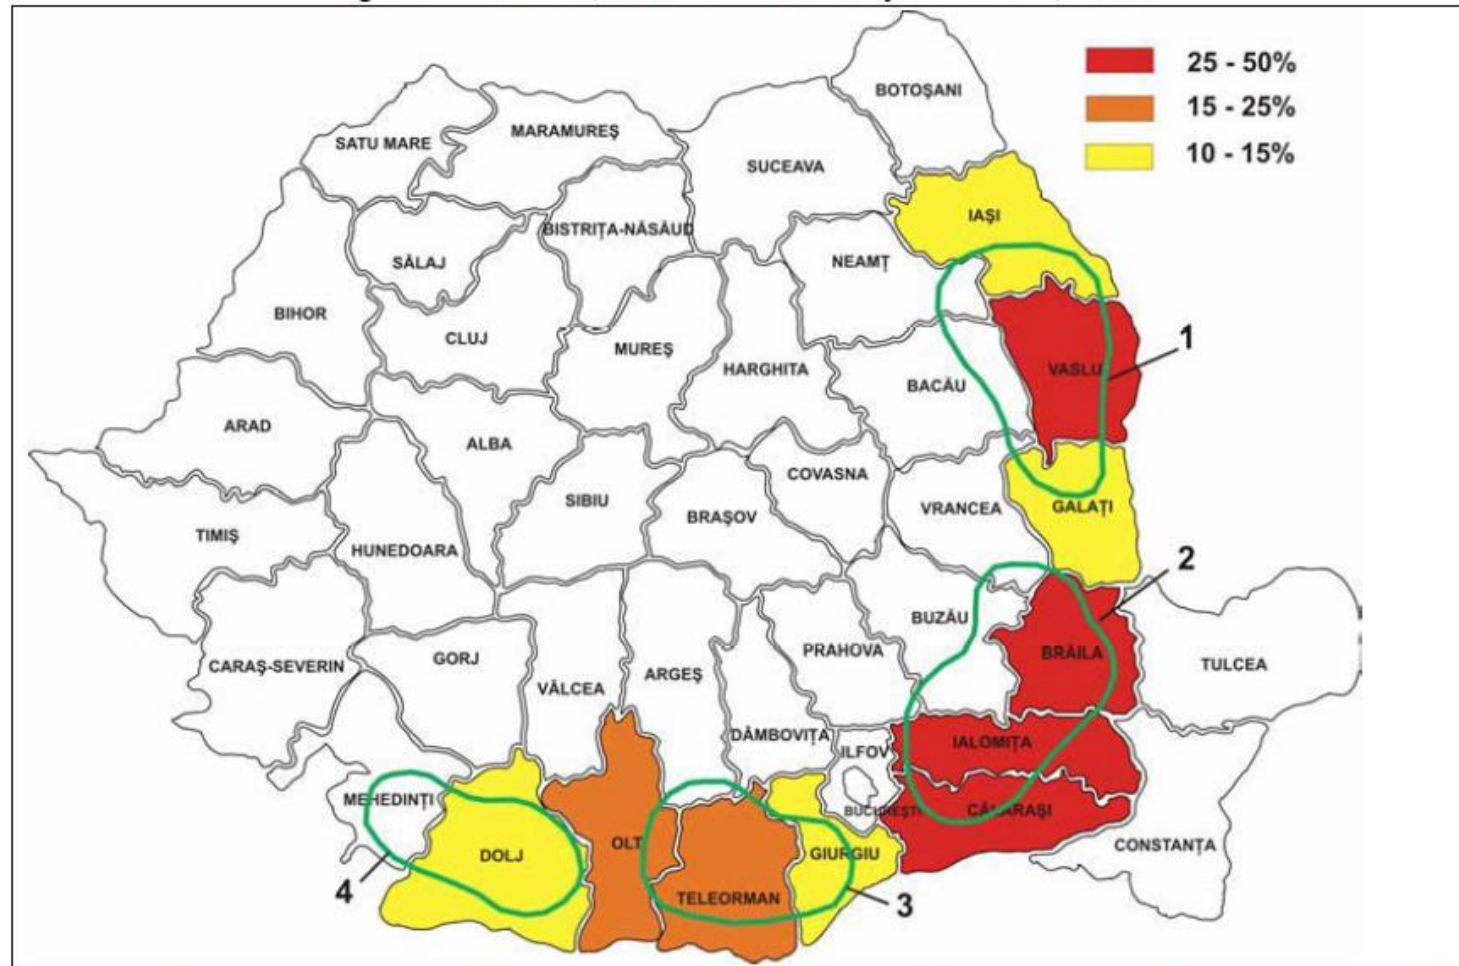 25 - 50%
15 - 25%
10 - 15%
BOTOŞANI
SATU MARE
MARAMUREŞ
SUCEAVA
IAŞI
BISTRIŢA-NĂSĂUD
SĂLAJ
NEAMŢ
BIHOR
CLUJ
MUREŞ
HARGHITA
BACĂU
VASLU
1
ARAD
ALBA
COVASNA
SIBIU
BRAŞOV
VRANCEA
GALAŢI
TIMIŞ
HUNEDOARA
2
BUZĂU
CARAŞ-SEVERIN
GORJ
VÂLCEA
ARGEŞ
PRAHOVA
BRĂILA
TULCEA
DÂMBOVIŢA
ILFOV
IALOMIŢA
MEHEDINŢI
BUCUREŞTI
CĂLĂRAŞI
DOLJ
OLT
GIURGIU
CONSTANŢA
4
TELEORMAN
3